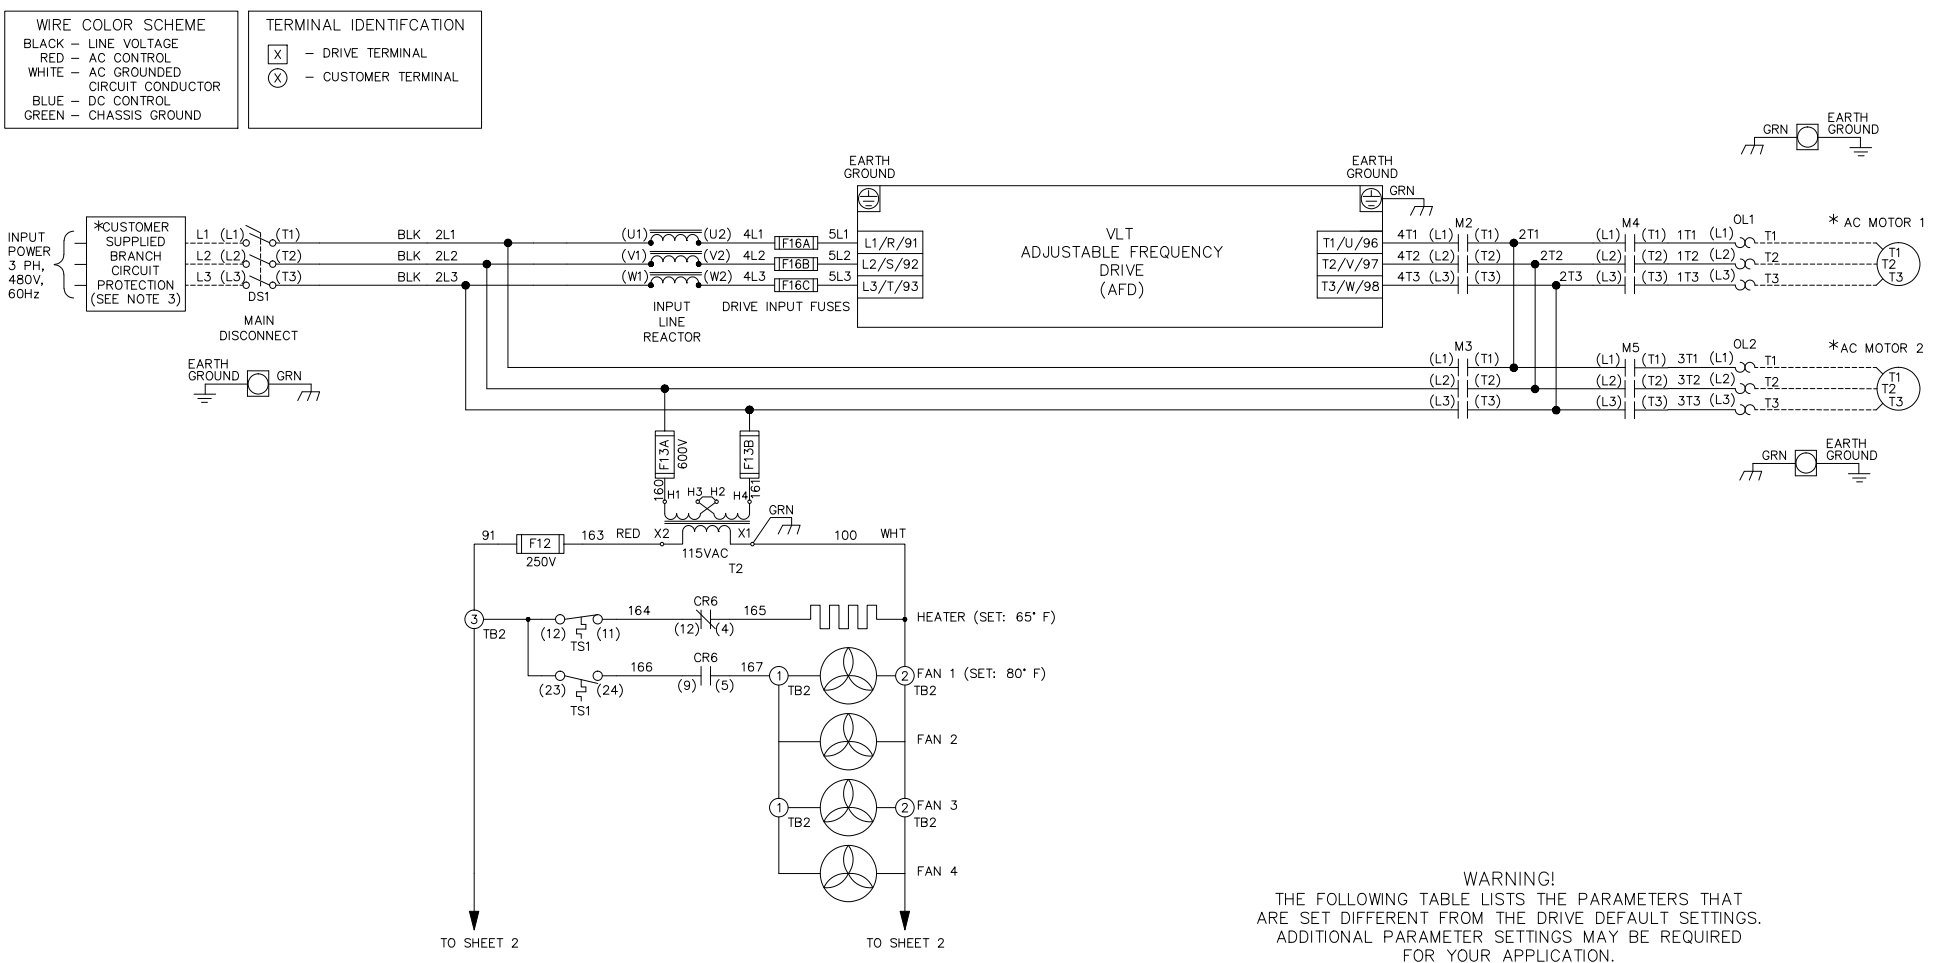 WIRE COLOR SCHEME
BLACK – LINE VOLTAGE
RED – AC CONTROL
WHITE – AC GROUNDED
CIRCUIT CONDUCTOR
BLUE – DC CONTROL
GREEN – CHASSIS GROUND
TERMINAL IDENTIFCATION
X – DRIVE TERMINAL
X – CUSTOMER TERMINAL
GRN
EARTH
GROUND
EARTH
GROUND
EARTH
GROUND
GRN
INPUT
POWER
3 PH,
480V,
60Hz
*CUSTOMER
SUPPLIED
BRANCH
CIRCUIT
PROTECTION
(SEE NOTE 3)
L1 (L1) (T1) BLK 2L1 (U1) (U2) 4L1 F16A 5L1 L1/R/91
L2 (L2) (T2) BLK 2L2 (V1) (V2) 4L2 F16B 5L2 L2/S/92
L3 (L3) (T3) BLK 2L3 (W1) (W2) 4L3 F16C 5L3 L3/T/93
DS1
MAIN
DISCONNECT
INPUT
LINE
REACTOR
DRIVE INPUT FUSES
VLT
ADJUSTABLE FREQUENCY
DRIVE
(AFD)
M2 M4 OL1 * AC MOTOR 1
T1/U/96 4T1 (L1) (T1) 2T1 (L1) (T1) 1T1 (L1) T1 T1
T2/V/97 4T2 (L2) (T2) 2T2 (L2) (T2) 1T2 (L2) T2 T2
T3/W/98 4T3 (L3) (T3) 2T3 (L3) (T3) 1T3 (L3) T3 T3
EARTH
GROUND GRN
M3 M5 OL2 *AC MOTOR 2
(L1) (T1) (L1) (T1) 3T1 (L1) T1 T1
(L2) (T2) (L2) (T2) 3T2 (L2) T2 T2
(L3) (T3) (L3) (T3) 3T3 (L3) T3 T3
GRN
EARTH
GROUND
F13A
600V
F13B
160
161
H1 H3 H2 H4
GRN
91 F12 163 RED X2 X1 100 WHT
250V
115VAC
T2
3
TB2
164 CR6 165 HEATER (SET: 65° F)
(12) (11) (12) (4)
TS1
166 CR6 167 1 2 FAN 1 (SET: 80° F)
(23) (24) (9) (5) TB2 TB2
TS1
FAN 2
1 2 FAN 3
TB2 TB2
FAN 4
TO SHEET 2
TO SHEET 2
WARNING!
THE FOLLOWING TABLE LISTS THE PARAMETERS THAT
ARE SET DIFFERENT FROM THE DRIVE DEFAULT SETTINGS.
ADDITIONAL PARAMETER SETTINGS MAY BE REQUIRED
FOR YOUR APPLICATION.